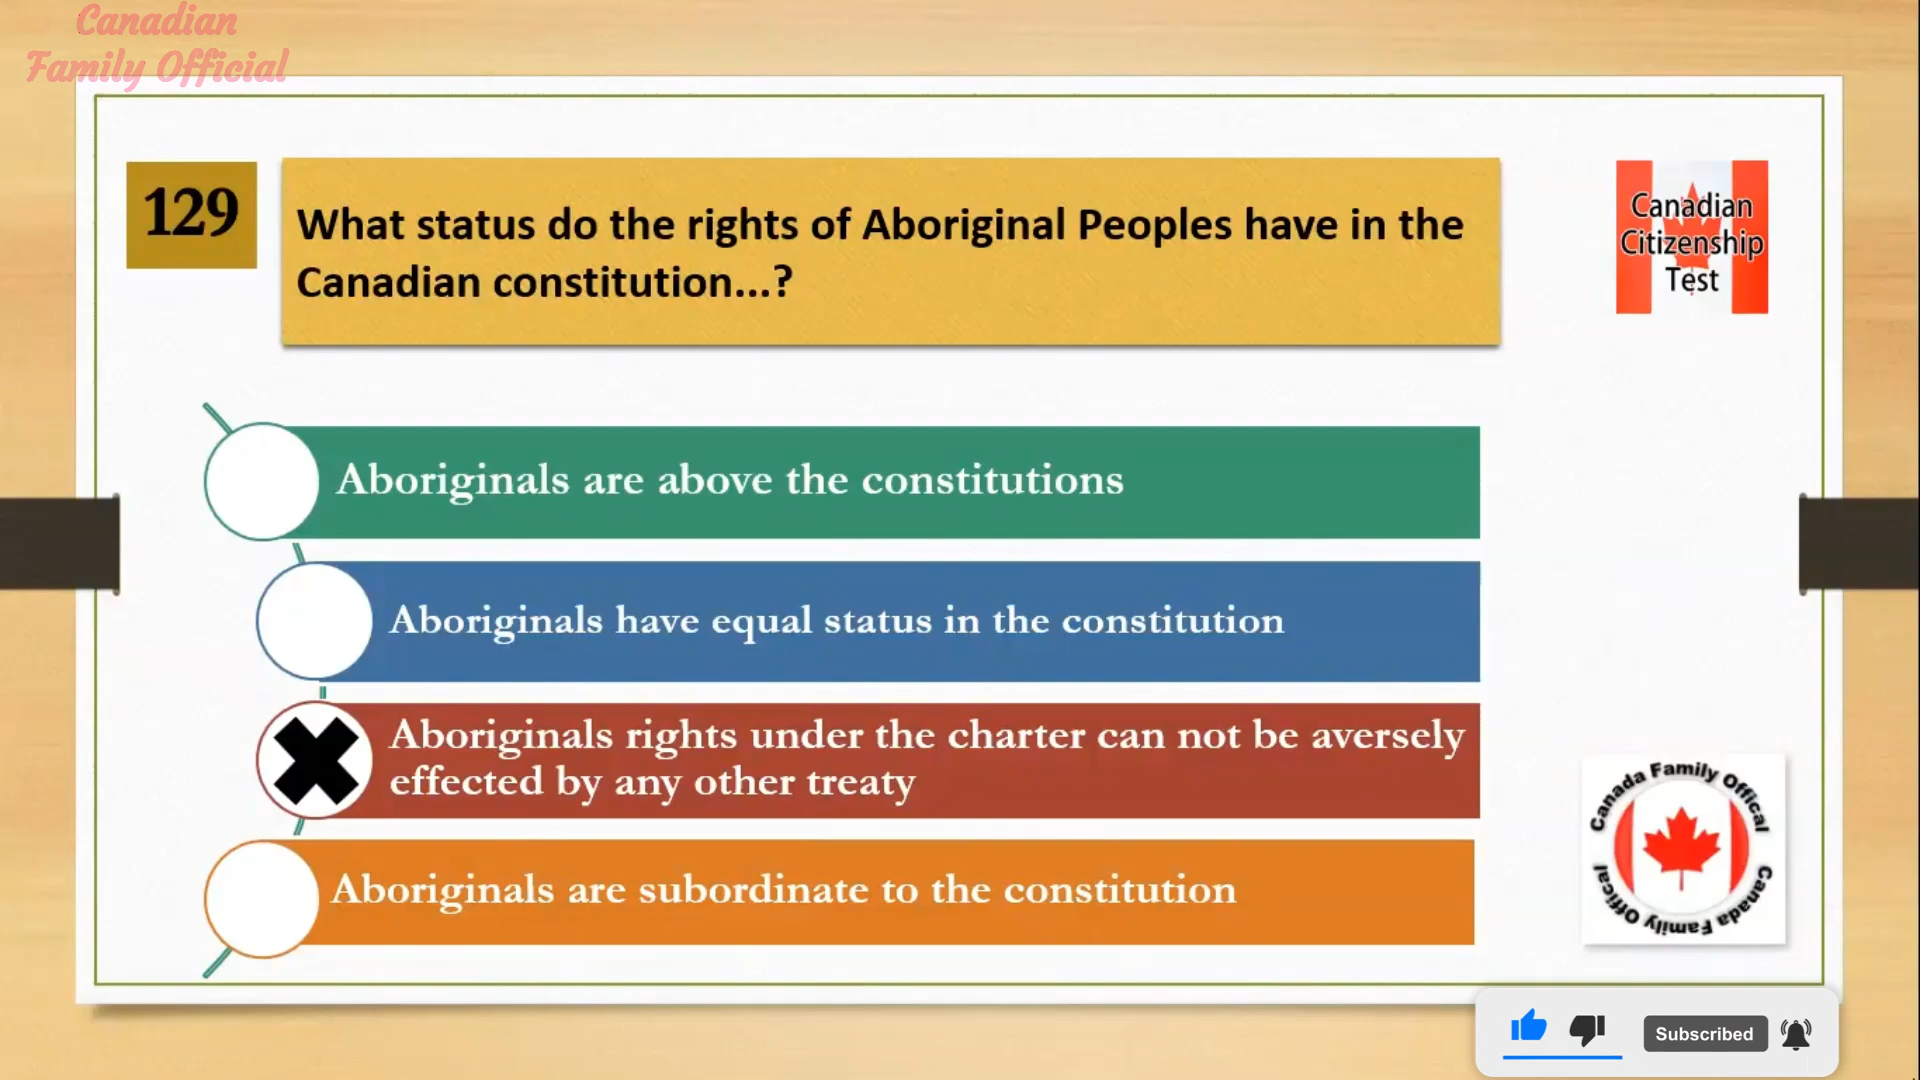 Canadian
Family Official
129
What status do the rights of Aboriginal Peoples have in the
Canadian constitution...?
Canadian
Citizenship
Test
Aboriginals are above the constitutions
Aboriginals have equal status in the constitution
Aboriginals rights under the charter can not be aversely
effected by any other treaty
Aboriginals are subordinate to the constitution
Canada Family Offical
Canada Family Offical
Subscribed